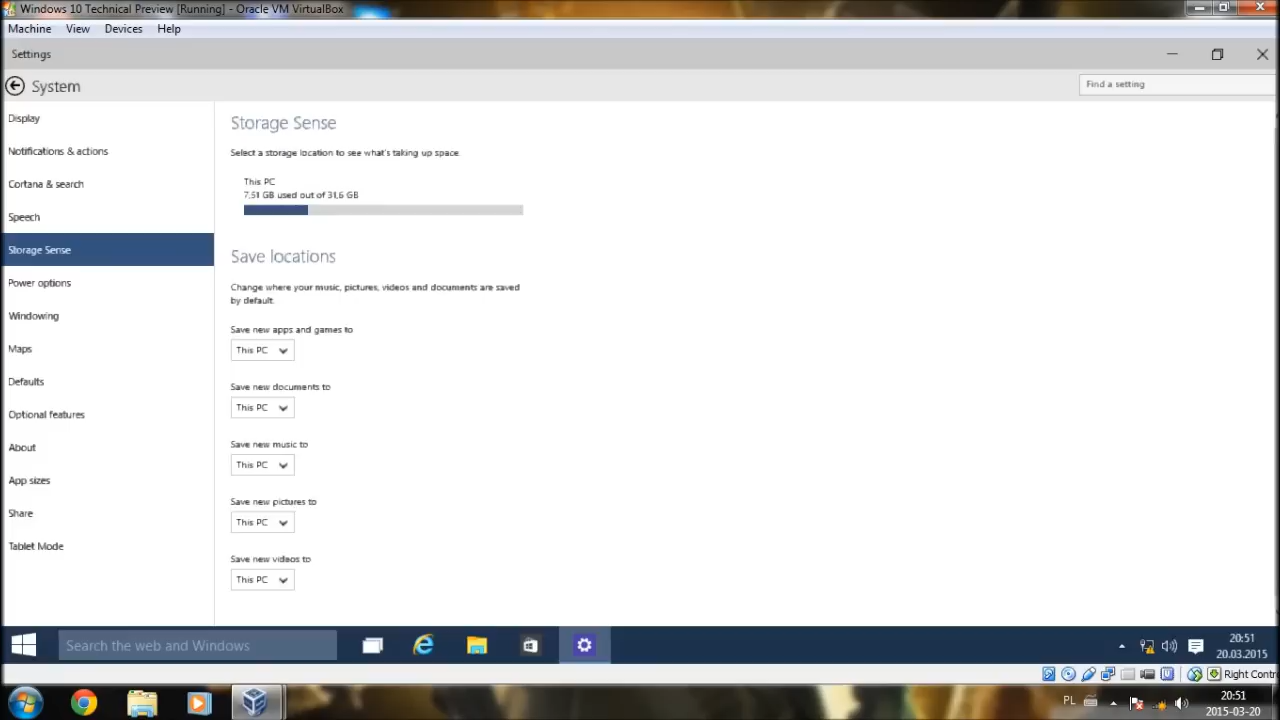 Windows 10 Technical Preview [Running] - Oracle VM VirtualBox
Machine View Devices Help
Settings
System
Find a setting
Display
Notifications & actions
Cortana & search
Speech
Storage Sense
Power options
Windowing
Maps
Defaults
Optional features
About
App sizes
Share
Tablet Mode
Storage Sense
Select a storage location to see what's taking up space.
This PC
7,51 GB used out of 31,6 GB
Save locations
Change where your music, pictures, videos and documents are saved
by default.
Save new apps and games to
This PC
Save new documents to
This PC
Save new music to
This PC
Save new pictures to
This PC
Save new videos to
This PC
Search the web and Windows
20:51
20.03.2015
Right Contr
PL
20:51
2015-03-20